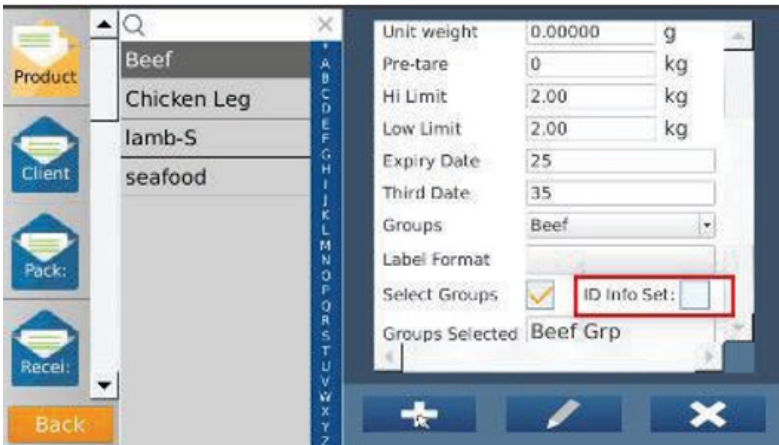 Product
Client
Pack:
Recei:
Back
Beef
Chicken Leg
lamb-S
seafood
*
A
B
C
D
E
F
G
H
I
J
K
L
M
N
O
P
Q
R
S
T
U
V
W
X
Y
Z
Unit weight 0.00000 g
Pre-tare 0 kg
Hi Limit 2.00 kg
Low Limit 2.00 kg
Expiry Date 25
Third Date 35
Groups Beef
Label Format
Select Groups ID Info Set:
Groups Selected Beef Grp